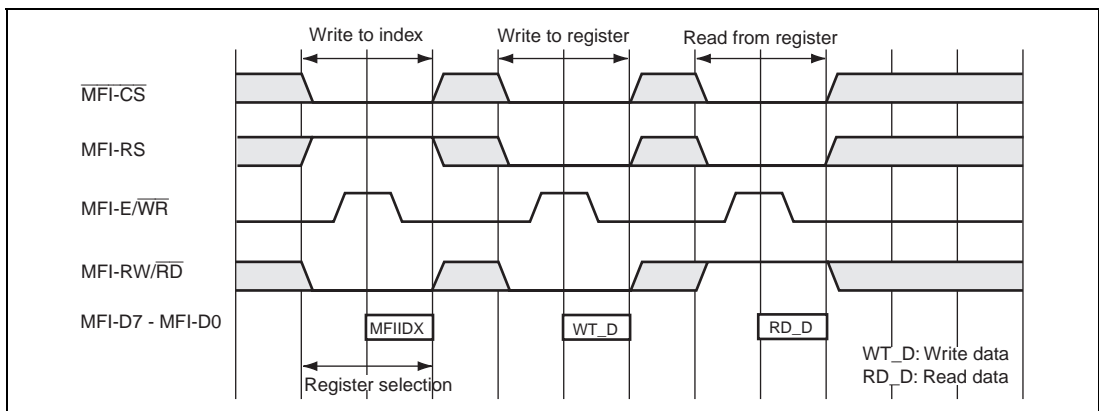 Write to index Write to register Read from register
MFI-CS
MFI-RS
MFI-E/WR
MFI-RW/RD
MFI-D7 - MFI-D0 MFIIDX WT_D RD_D
WT_D: Write data
RD_D: Read data
Register selection